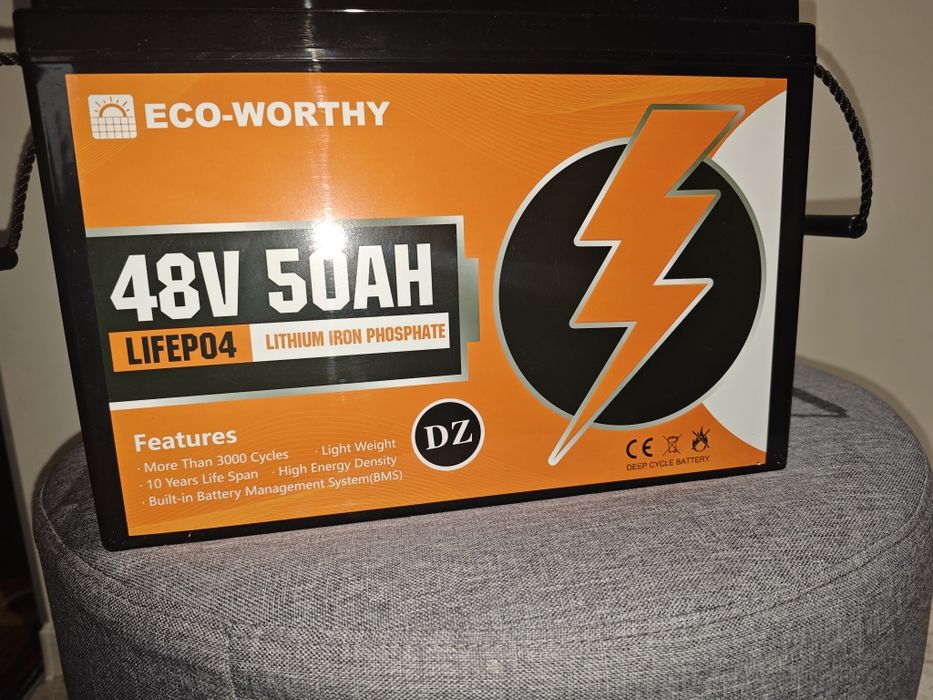 ECO-WORTHY
48V 50AH
LIFEPO4 LITHIUM IRON PHOSPHATE
Features
· More Than 3000 Cycles · Light Weight
· 10 Years Life Span · High Energy Density
· Built-in Battery Management System(BMS)
DZ
CE
DEEP CYCLE BATTERY